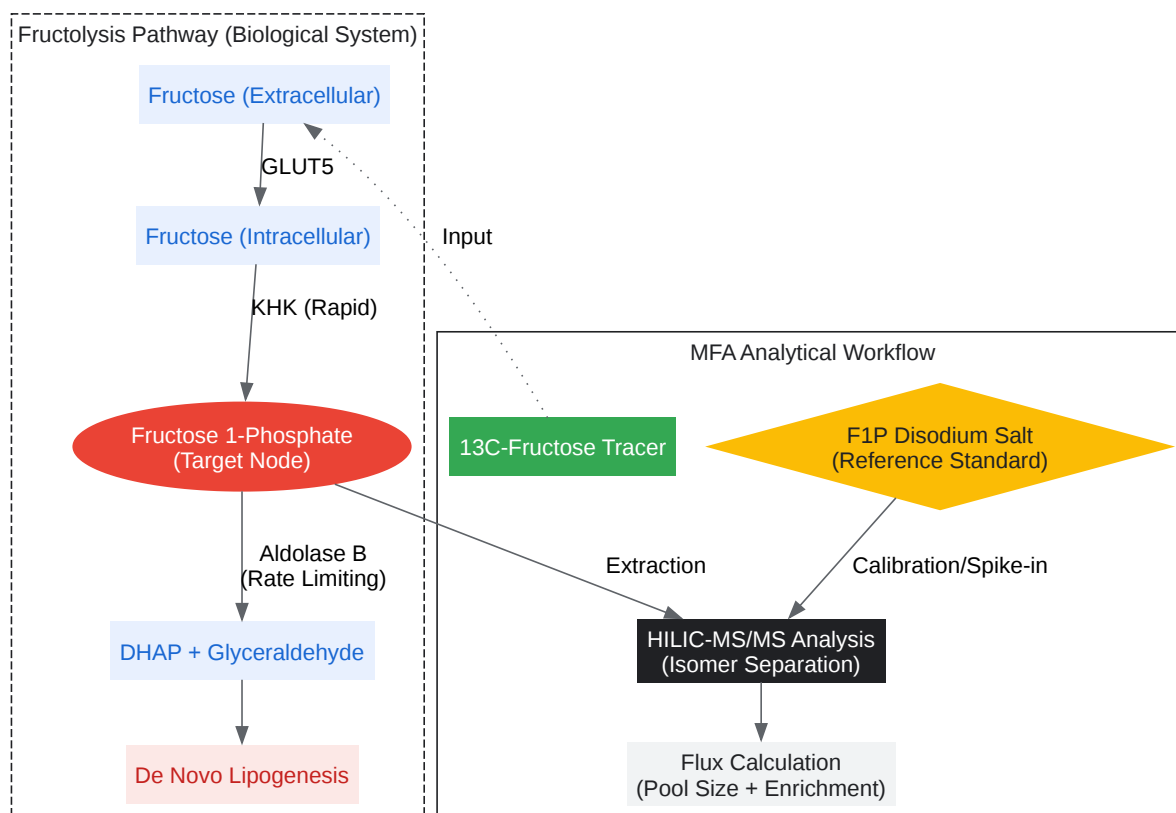 Fructolysis Pathway (Biological System)
Fructose (Extracellular)
GLUT5
Fructose (Intracellular)
Input
KHK (Rapid)
MFA Analytical Workflow
Fructose 1-Phosphate
(Target Node)
13C-Fructose Tracer
F1P Disodium Salt
(Reference Standard)
Aldolase B
(Rate Limiting)
Extraction
Calibration/Spike-in
DHAP + Glyceraldehyde
HILIC-MS/MS Analysis
(Isomer Separation)
De Novo Lipogenesis
Flux Calculation
(Pool Size + Enrichment)